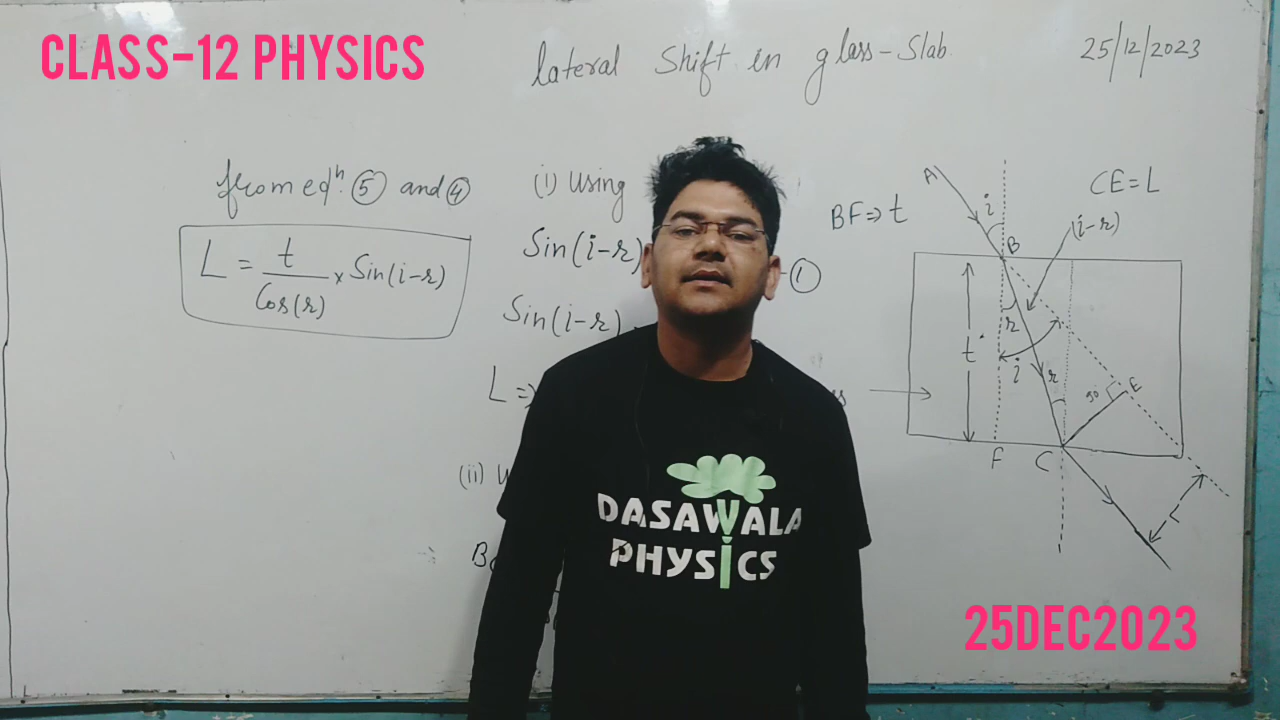 CLASS-12 PHYSICS
lateral Shift in glass-Slab
25/12/2023
from eqⁿ. ⑤ and ④
L = t/Cos(r) × Sin(i-r)
(i) Using
Sin(i-r)
①
Sin(i-r)
L ⇒
(ii)
BF ⇒ t
CE = L
A
i
B
(i-r)
r
t
i
r
90°
E
F
C
L
DASAWALA
PHYSICS
25DEC2023